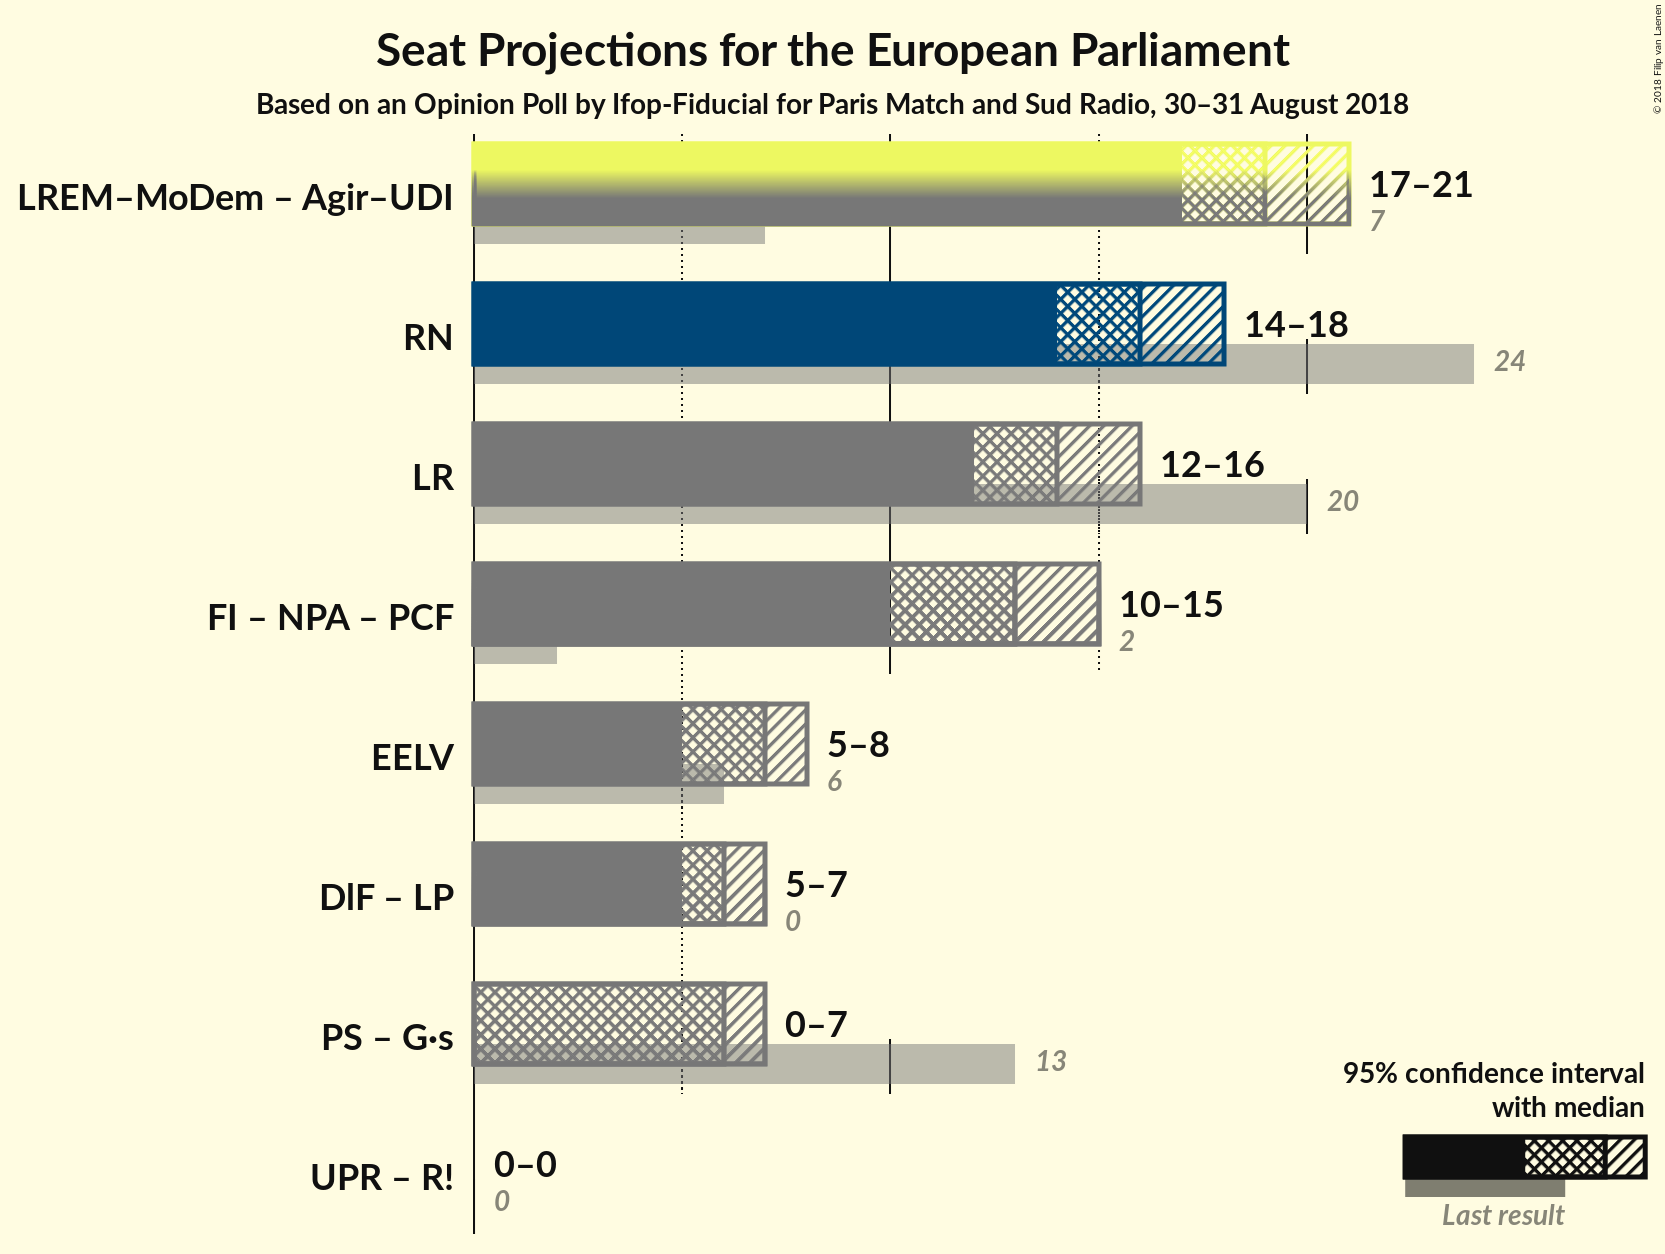 Seat Projections for the European Parliament
Based on an Opinion Poll by Ifop-Fiducial for Paris Match and Sud Radio, 30–31 August 2018
© 2018 Filip van Laenen
LREM–MoDem – Agir–UDI
17–21
7
RN
14–18
24
LR
12–16
20
FI – NPA – PCF
10–15
2
EELV
5–8
6
DlF – LP
5–7
0
PS – G·s
0–7
13
UPR – R!
0–0
0
95% confidence interval
with median
Last result